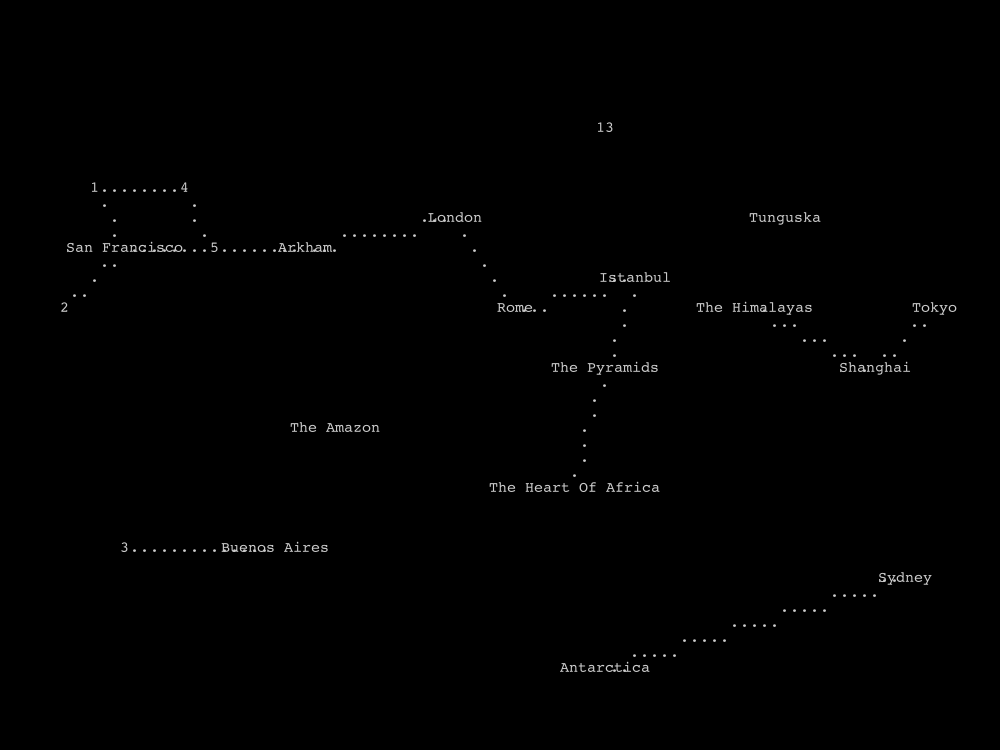 13
1 4
London Tunguska
San Francisco 5 Arkham
Istanbul
2 Rome The Himalayas Tokyo
The Pyramids Shanghai
The Amazon
The Heart Of Africa
3 Buenos Aires
Sydney
Antarctica